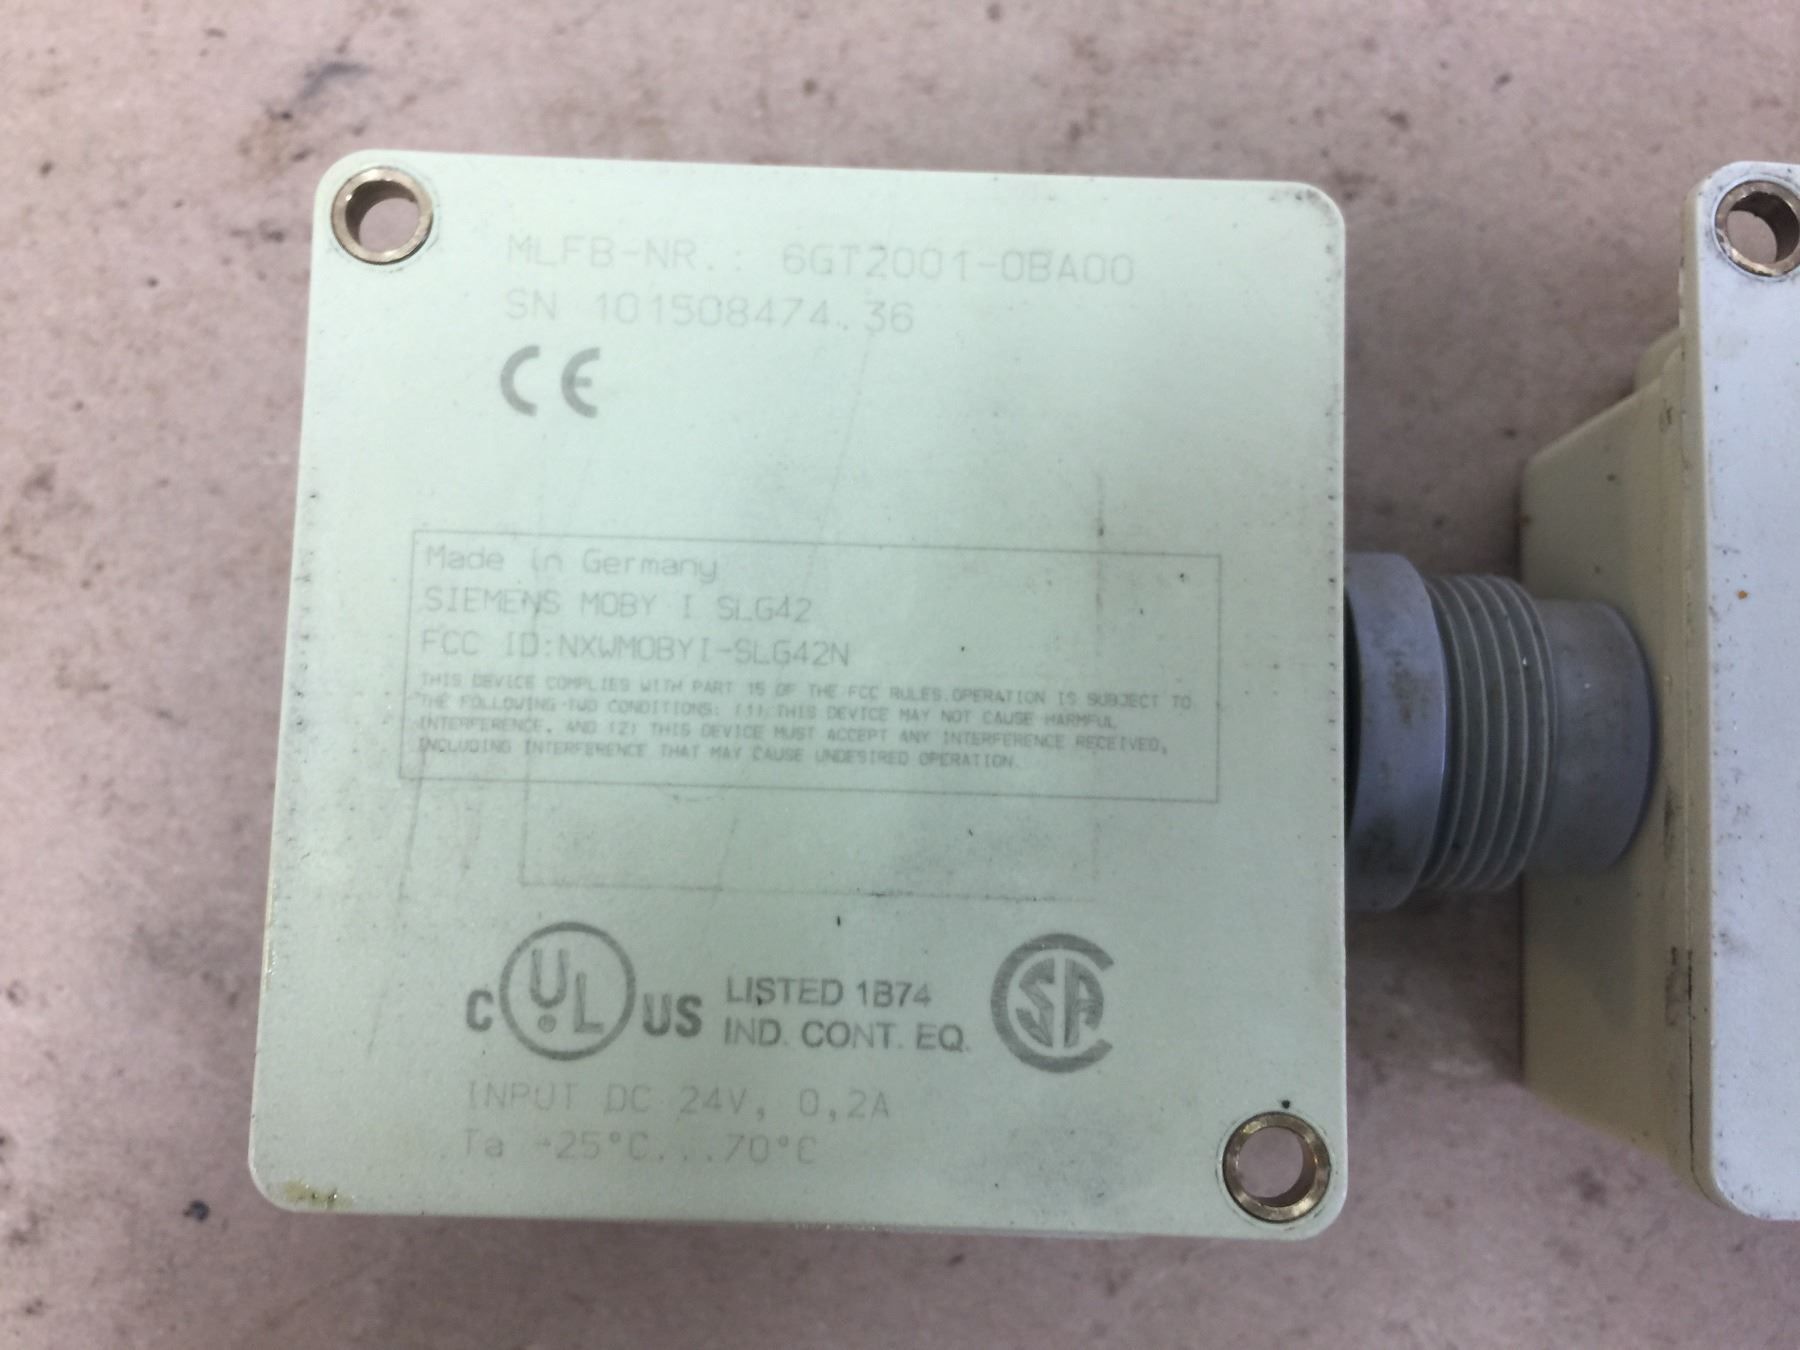 MLFB-NR.: 6GT2001-0BA00
SN 101508474.36
CE
Made in Germany
SIEMENS MOBY I SLG42
FCC ID:NXWMOBYI-SLG42N
THIS DEVICE COMPLIES WITH PART 15 OF THE FCC RULES.OPERATION IS SUBJECT TO
THE FOLLOWING TWO CONDITIONS: (1) THIS DEVICE MAY NOT CAUSE HARMFUL
INTERFERENCE, AND (2) THIS DEVICE MUST ACCEPT ANY INTERFERENCE RECEIVED,
INCLUDING INTERFERENCE THAT MAY CAUSE UNDESIRED OPERATION.
C UL ® US LISTED 1B74
IND. CONT. EQ.
CSA
INPUT DC 24V, 0,2A
Ta -25°C...70°C